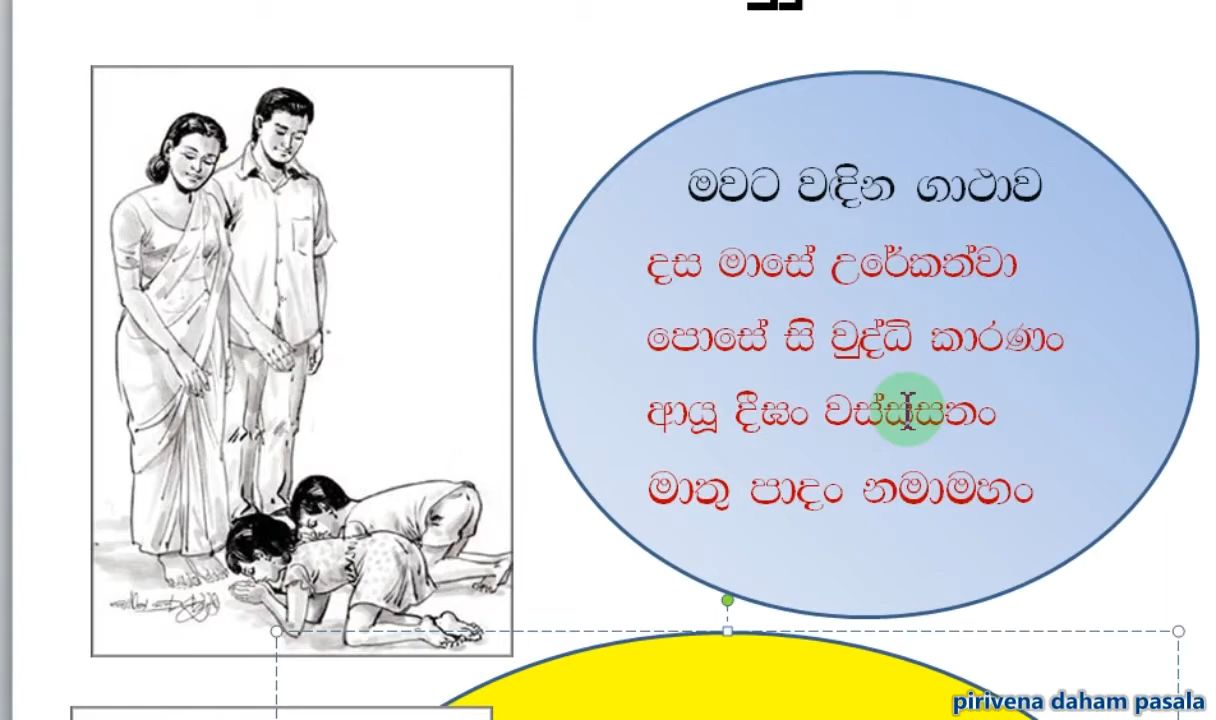 මවට වඳින ගාථාව
දස මාසේ උරේකත්වා
පොසේ සි වුද්ධි කාරණං
ආයූ දීඝං වස්සසතං
මාතු පාදං නමාමහං
pirivena daham pasala